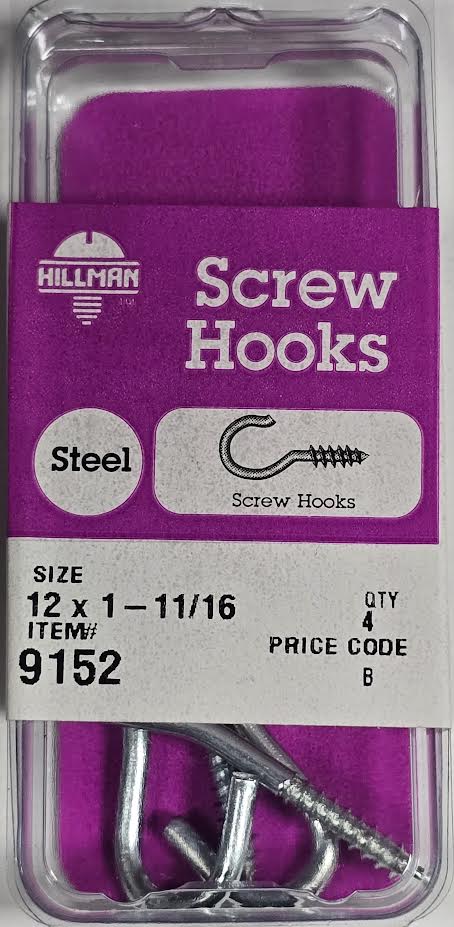 HILLMAN
Screw
Hooks
Steel
Screw Hooks
SIZE
12 x 1 – 11/16
ITEM#
9152
QTY
4
PRICE CODE
B